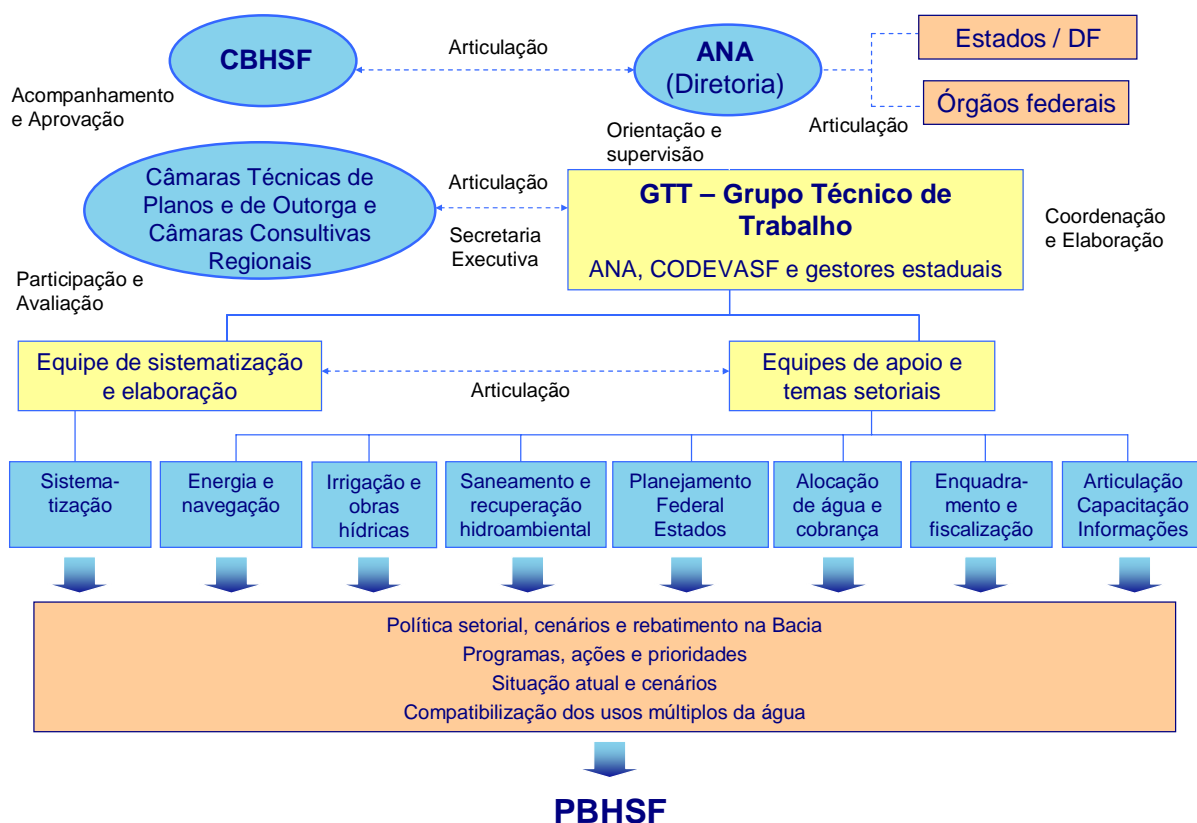 CBHSF
Articulação
ANA
(Diretoria)
Estados / DF
Órgãos federais
Articulação
Acompanhamento
e Aprovação
Orientação e
supervisão
Câmaras Técnicas de
Planos e de Outorga e
Câmaras Consultivas
Regionais
Articulação
Secretaria
Executiva
GTT – Grupo Técnico de
Trabalho
ANA, CODEVASF e gestores estaduais
Coordenação
e Elaboração
Participação e
Avaliação
Equipe de sistematização
e elaboração
Articulação
Equipes de apoio e
temas setoriais
Sistema-
tização
Energia e
navegação
Irrigação e
obras
hídricas
Saneamento e
recuperação
hidroambiental
Planejamento
Federal
Estados
Alocação
de água e
cobrança
Enquadra-
mento e
fiscalização
Articulação
Capacitação
Informações
Política setorial, cenários e rebatimento na Bacia
Programas, ações e prioridades
Situação atual e cenários
Compatibilização dos usos múltiplos da água
PBHSF